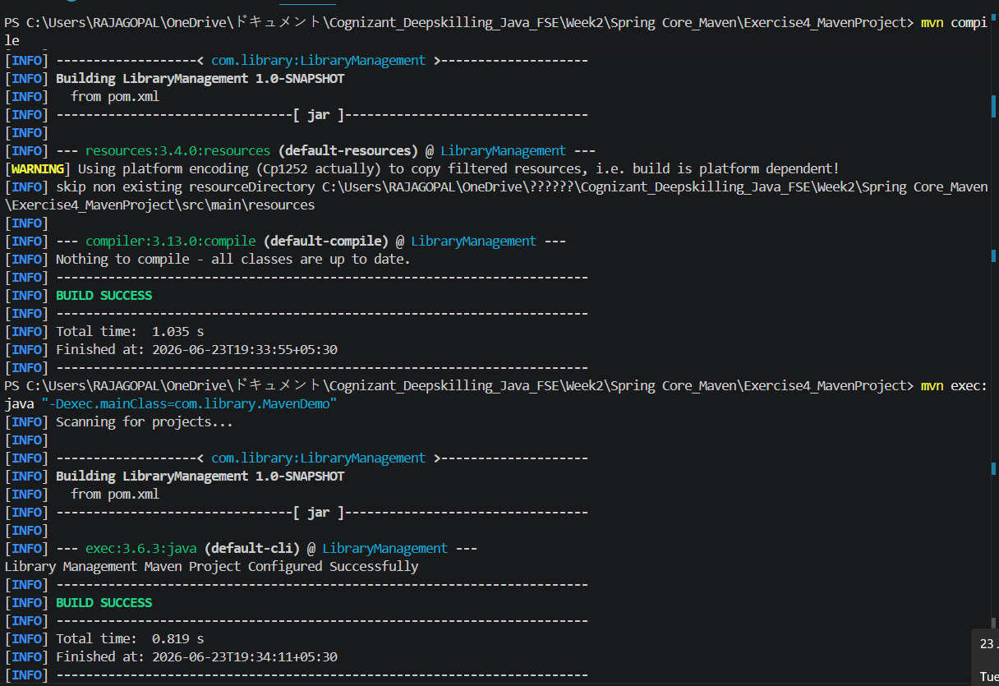 PS C:\Users\RAJAGOPAL\OneDrive\ドキュメント\Cognizant_Deepskilling_Java_FSE\Week2\Spring Core_Maven\Exercise4_MavenProject> mvn compi
le
[INFO] -------------------< com.library:LibraryManagement >--------------------
[INFO] Building LibraryManagement 1.0-SNAPSHOT
[INFO]   from pom.xml
[INFO] --------------------------------[ jar ]---------------------------------
[INFO]
[INFO] --- resources:3.4.0:resources (default-resources) @ LibraryManagement ---
[WARNING] Using platform encoding (Cp1252 actually) to copy filtered resources, i.e. build is platform dependent!
[INFO] skip non existing resourceDirectory C:\Users\RAJAGOPAL\OneDrive\??????\Cognizant_Deepskilling_Java_FSE\Week2\Spring Core_Maven
\Exercise4_MavenProject\src\main\resources
[INFO]
[INFO] --- compiler:3.13.0:compile (default-compile) @ LibraryManagement ---
[INFO] Nothing to compile - all classes are up to date.
[INFO] ------------------------------------------------------------------------
[INFO] BUILD SUCCESS
[INFO] ------------------------------------------------------------------------
[INFO] Total time:  1.035 s
[INFO] Finished at: 2026-06-23T19:33:55+05:30
[INFO] ------------------------------------------------------------------------
PS C:\Users\RAJAGOPAL\OneDrive\ドキュメント\Cognizant_Deepskilling_Java_FSE\Week2\Spring Core_Maven\Exercise4_MavenProject> mvn exec:
java "-Dexec.mainClass=com.library.MavenDemo"
[INFO] Scanning for projects...
[INFO]
[INFO] -------------------< com.library:LibraryManagement >--------------------
[INFO] Building LibraryManagement 1.0-SNAPSHOT
[INFO]   from pom.xml
[INFO] --------------------------------[ jar ]---------------------------------
[INFO]
[INFO] --- exec:3.6.3:java (default-cli) @ LibraryManagement ---
Library Management Maven Project Configured Successfully
[INFO] ------------------------------------------------------------------------
[INFO] BUILD SUCCESS
[INFO] ------------------------------------------------------------------------
[INFO] Total time:  0.819 s
[INFO] Finished at: 2026-06-23T19:34:11+05:30
[INFO] ------------------------------------------------------------------------
23
Tue